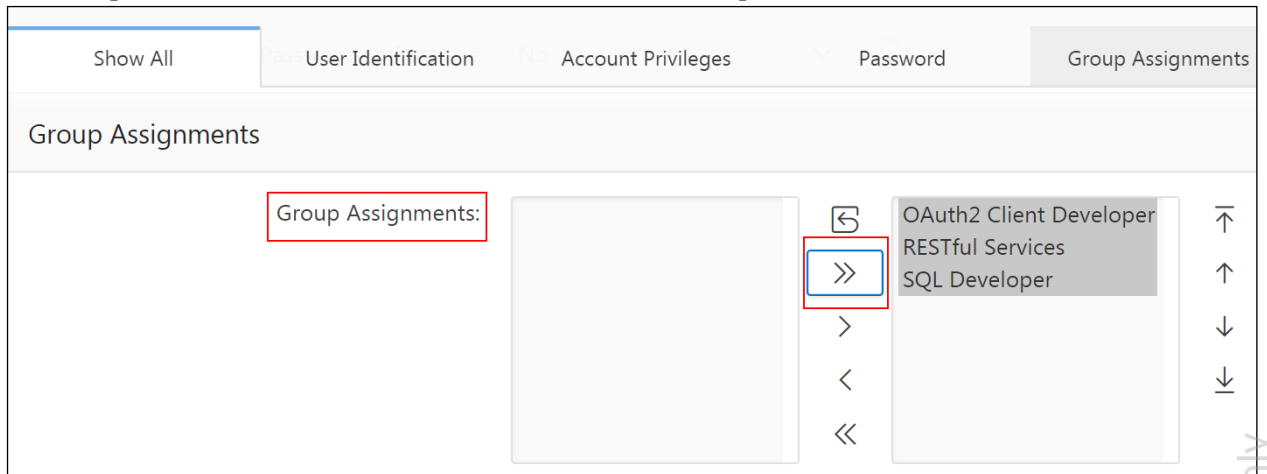 Show All
User Identification
Account Privileges
Password
Group Assignments
Group Assignments
Group Assignments:
OAuth2 Client Developer
RESTful Services
SQL Developer